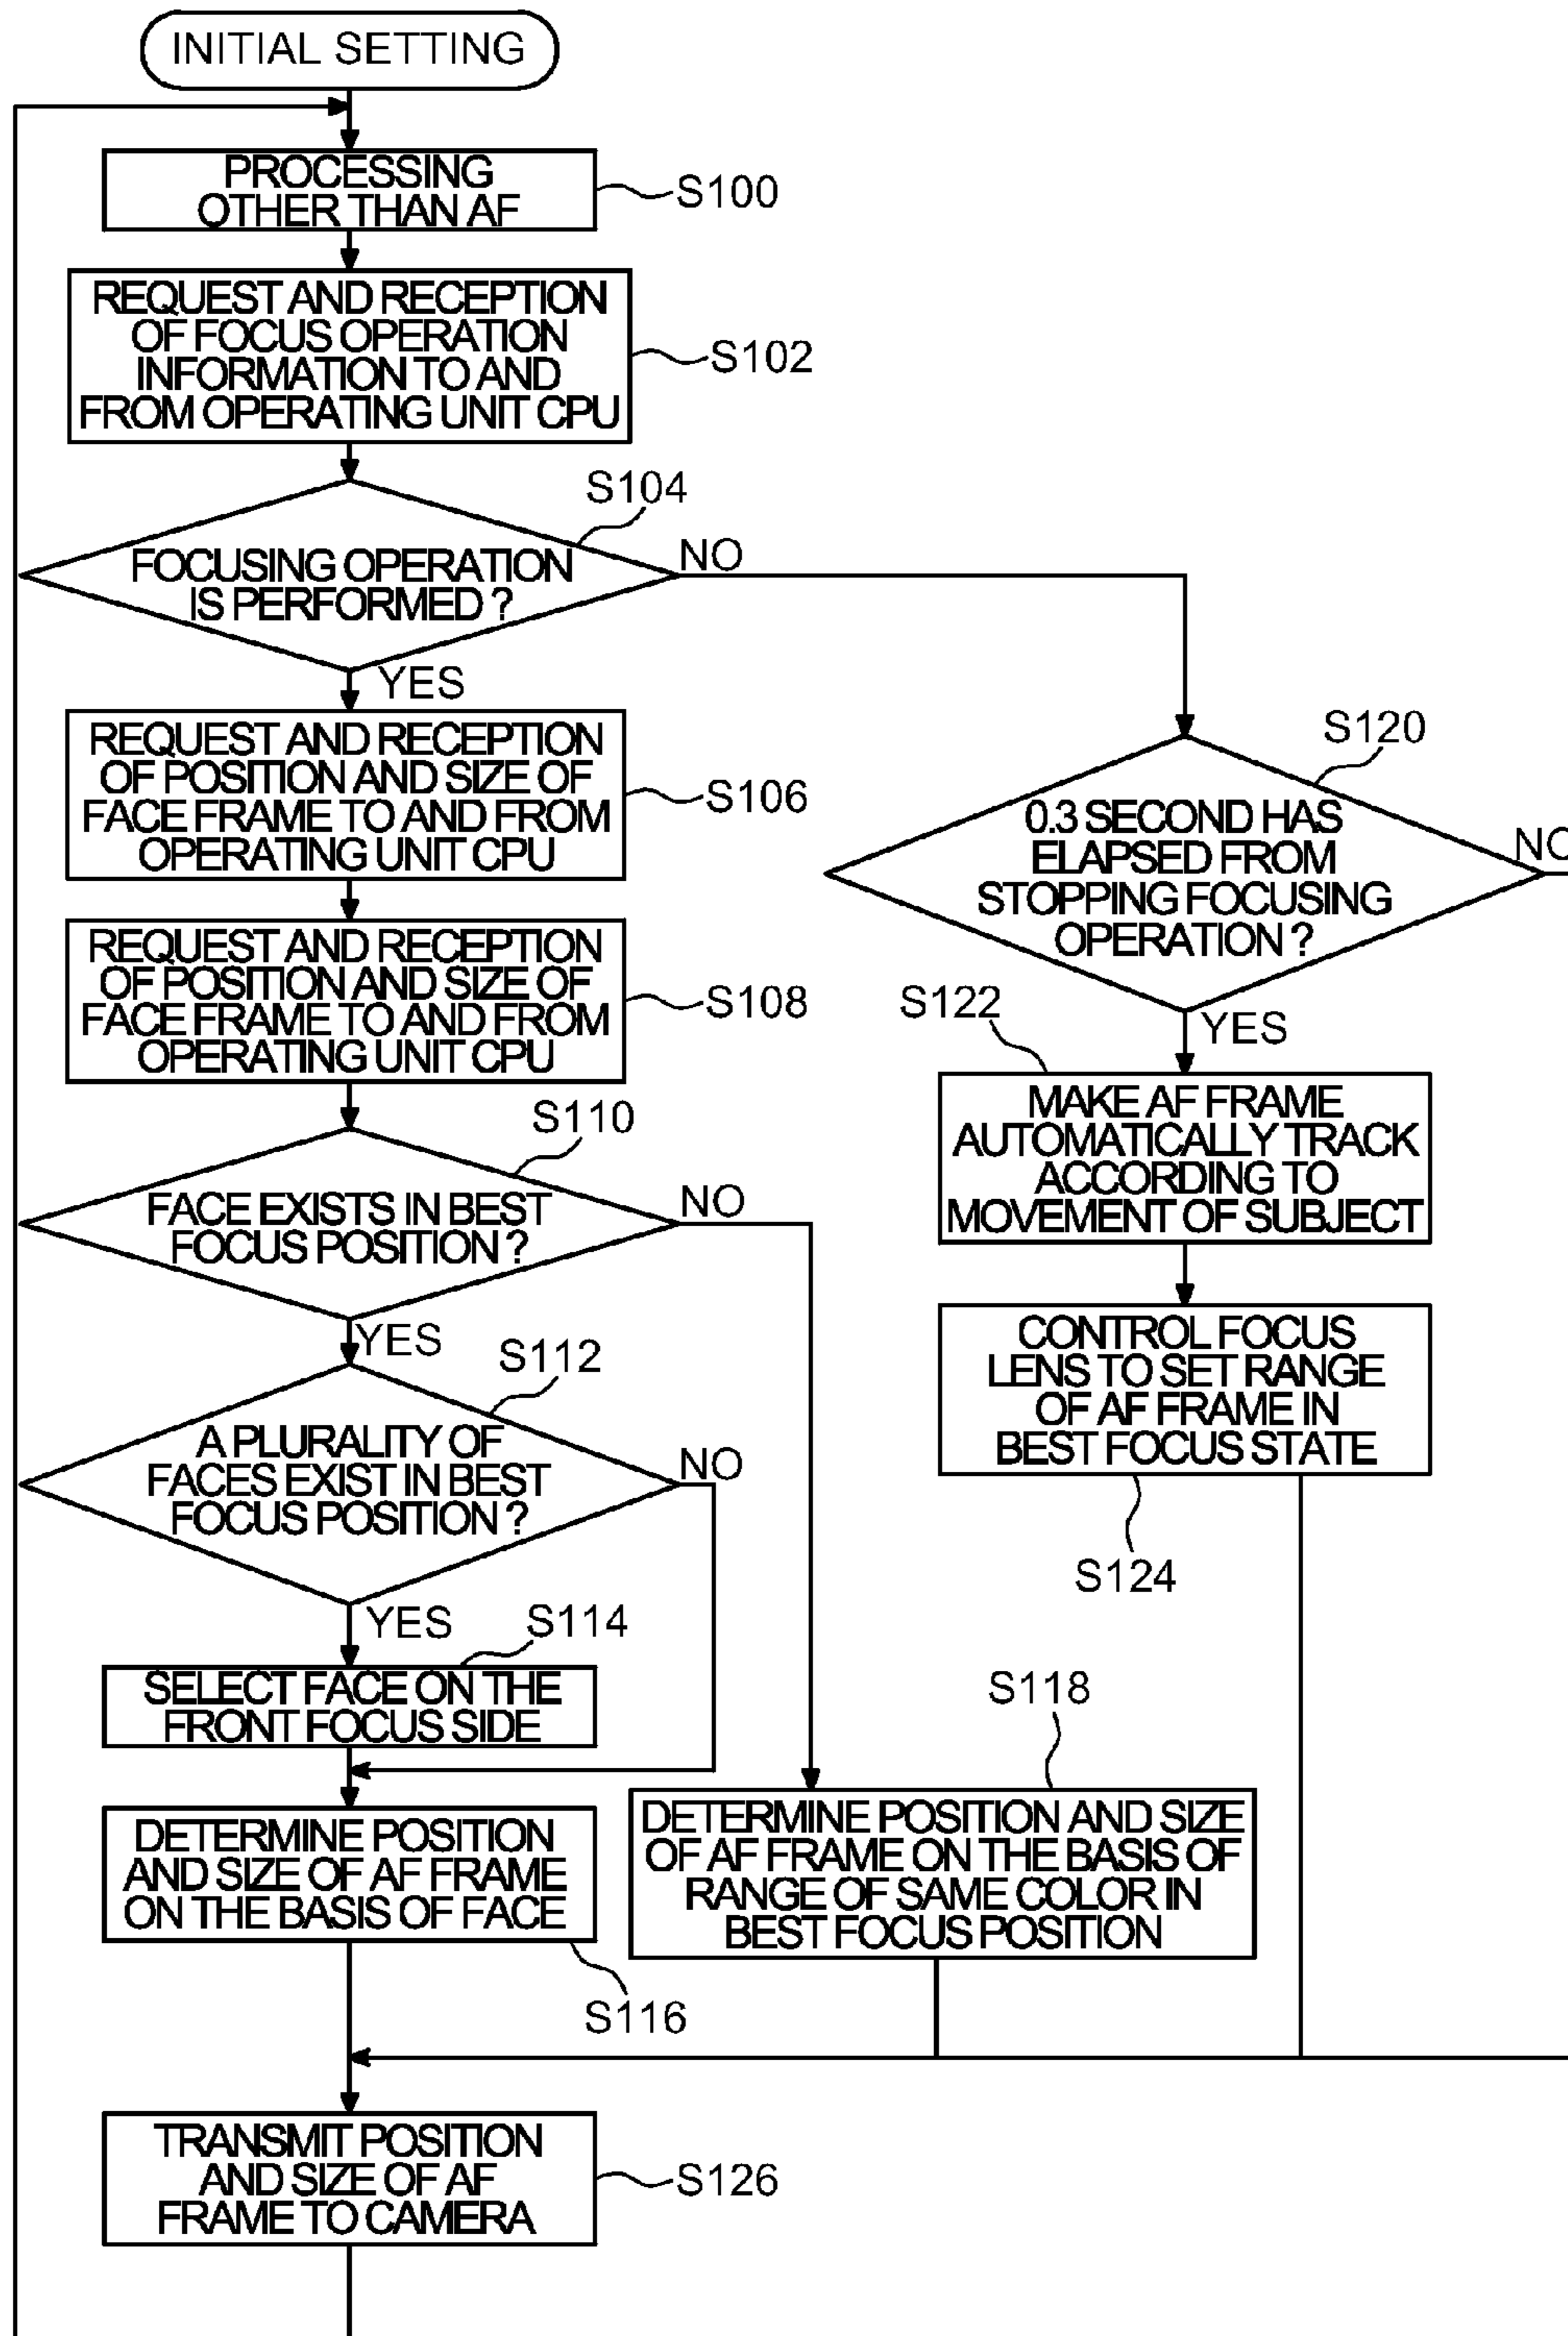 INITIAL SETTING
PROCESSING
OTHER THAN AF
S100
REQUEST AND RECEPTION
OF FOCUS OPERATION
INFORMATION TO AND
FROM OPERATING UNIT CPU
S102
S104
FOCUSING OPERATION
IS PERFORMED ?
NO
YES
REQUEST AND RECEPTION
OF POSITION AND SIZE OF
FACE FRAME TO AND FROM
OPERATING UNIT CPU
S106
REQUEST AND RECEPTION
OF POSITION AND SIZE OF
FACE FRAME TO AND FROM
OPERATING UNIT CPU
S108
S110
FACE EXISTS IN BEST
FOCUS POSITION ?
NO
YES
S112
A PLURALITY OF
FACES EXIST IN BEST
FOCUS POSITION ?
NO
YES
S114
SELECT FACE ON THE
FRONT FOCUS SIDE
DETERMINE POSITION
AND SIZE OF AF FRAME
ON THE BASIS OF FACE
S116
S118
DETERMINE POSITION AND SIZE
OF AF FRAME ON THE BASIS OF
RANGE OF SAME COLOR IN
BEST FOCUS POSITION
S120
0.3 SECOND HAS
ELAPSED FROM
STOPPING FOCUSING
OPERATION ?
NO
YES
S122
MAKE AF FRAME
AUTOMATICALLY TRACK
ACCORDING TO
MOVEMENT OF SUBJECT
CONTROL FOCUS
LENS TO SET RANGE
OF AF FRAME IN
BEST FOCUS STATE
S124
TRANSMIT POSITION
AND SIZE OF AF
FRAME TO CAMERA
S126